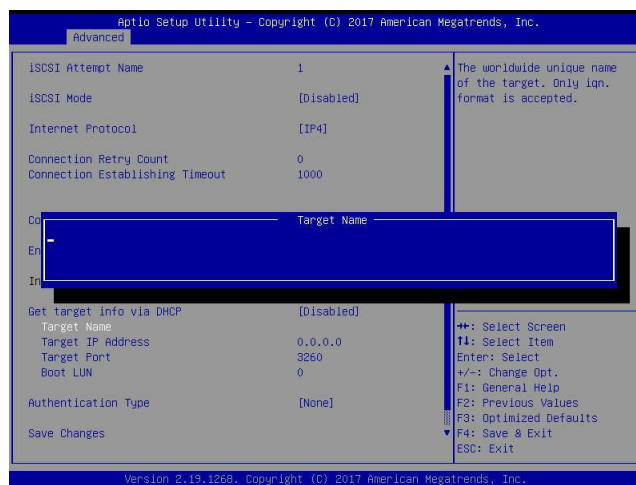 Aptio Setup Utility – Copyright (C) 2017 American Megatrends, Inc.
Advanced
iSCSI Attempt Name 1
iSCSI Mode [Disabled]
Internet Protocol [IP4]
Connection Retry Count 0
Connection Establishing Timeout 1000
Co
Target Name
En
In
Get target info via DHCP [Disabled]
Target Name
Target IP Address 0.0.0.0
Target Port 3260
Boot LUN 0
Authentication Type [None]
Save Changes
The worldwide unique name
of the target. Only iqn.
format is accepted.
→←: Select Screen
↑↓: Select Item
Enter: Select
+/-: Change Opt.
F1: General Help
F2: Previous Values
F3: Optimized Defaults
F4: Save & Exit
ESC: Exit
Version 2.19.1268. Copyright (C) 2017 American Megatrends, Inc.